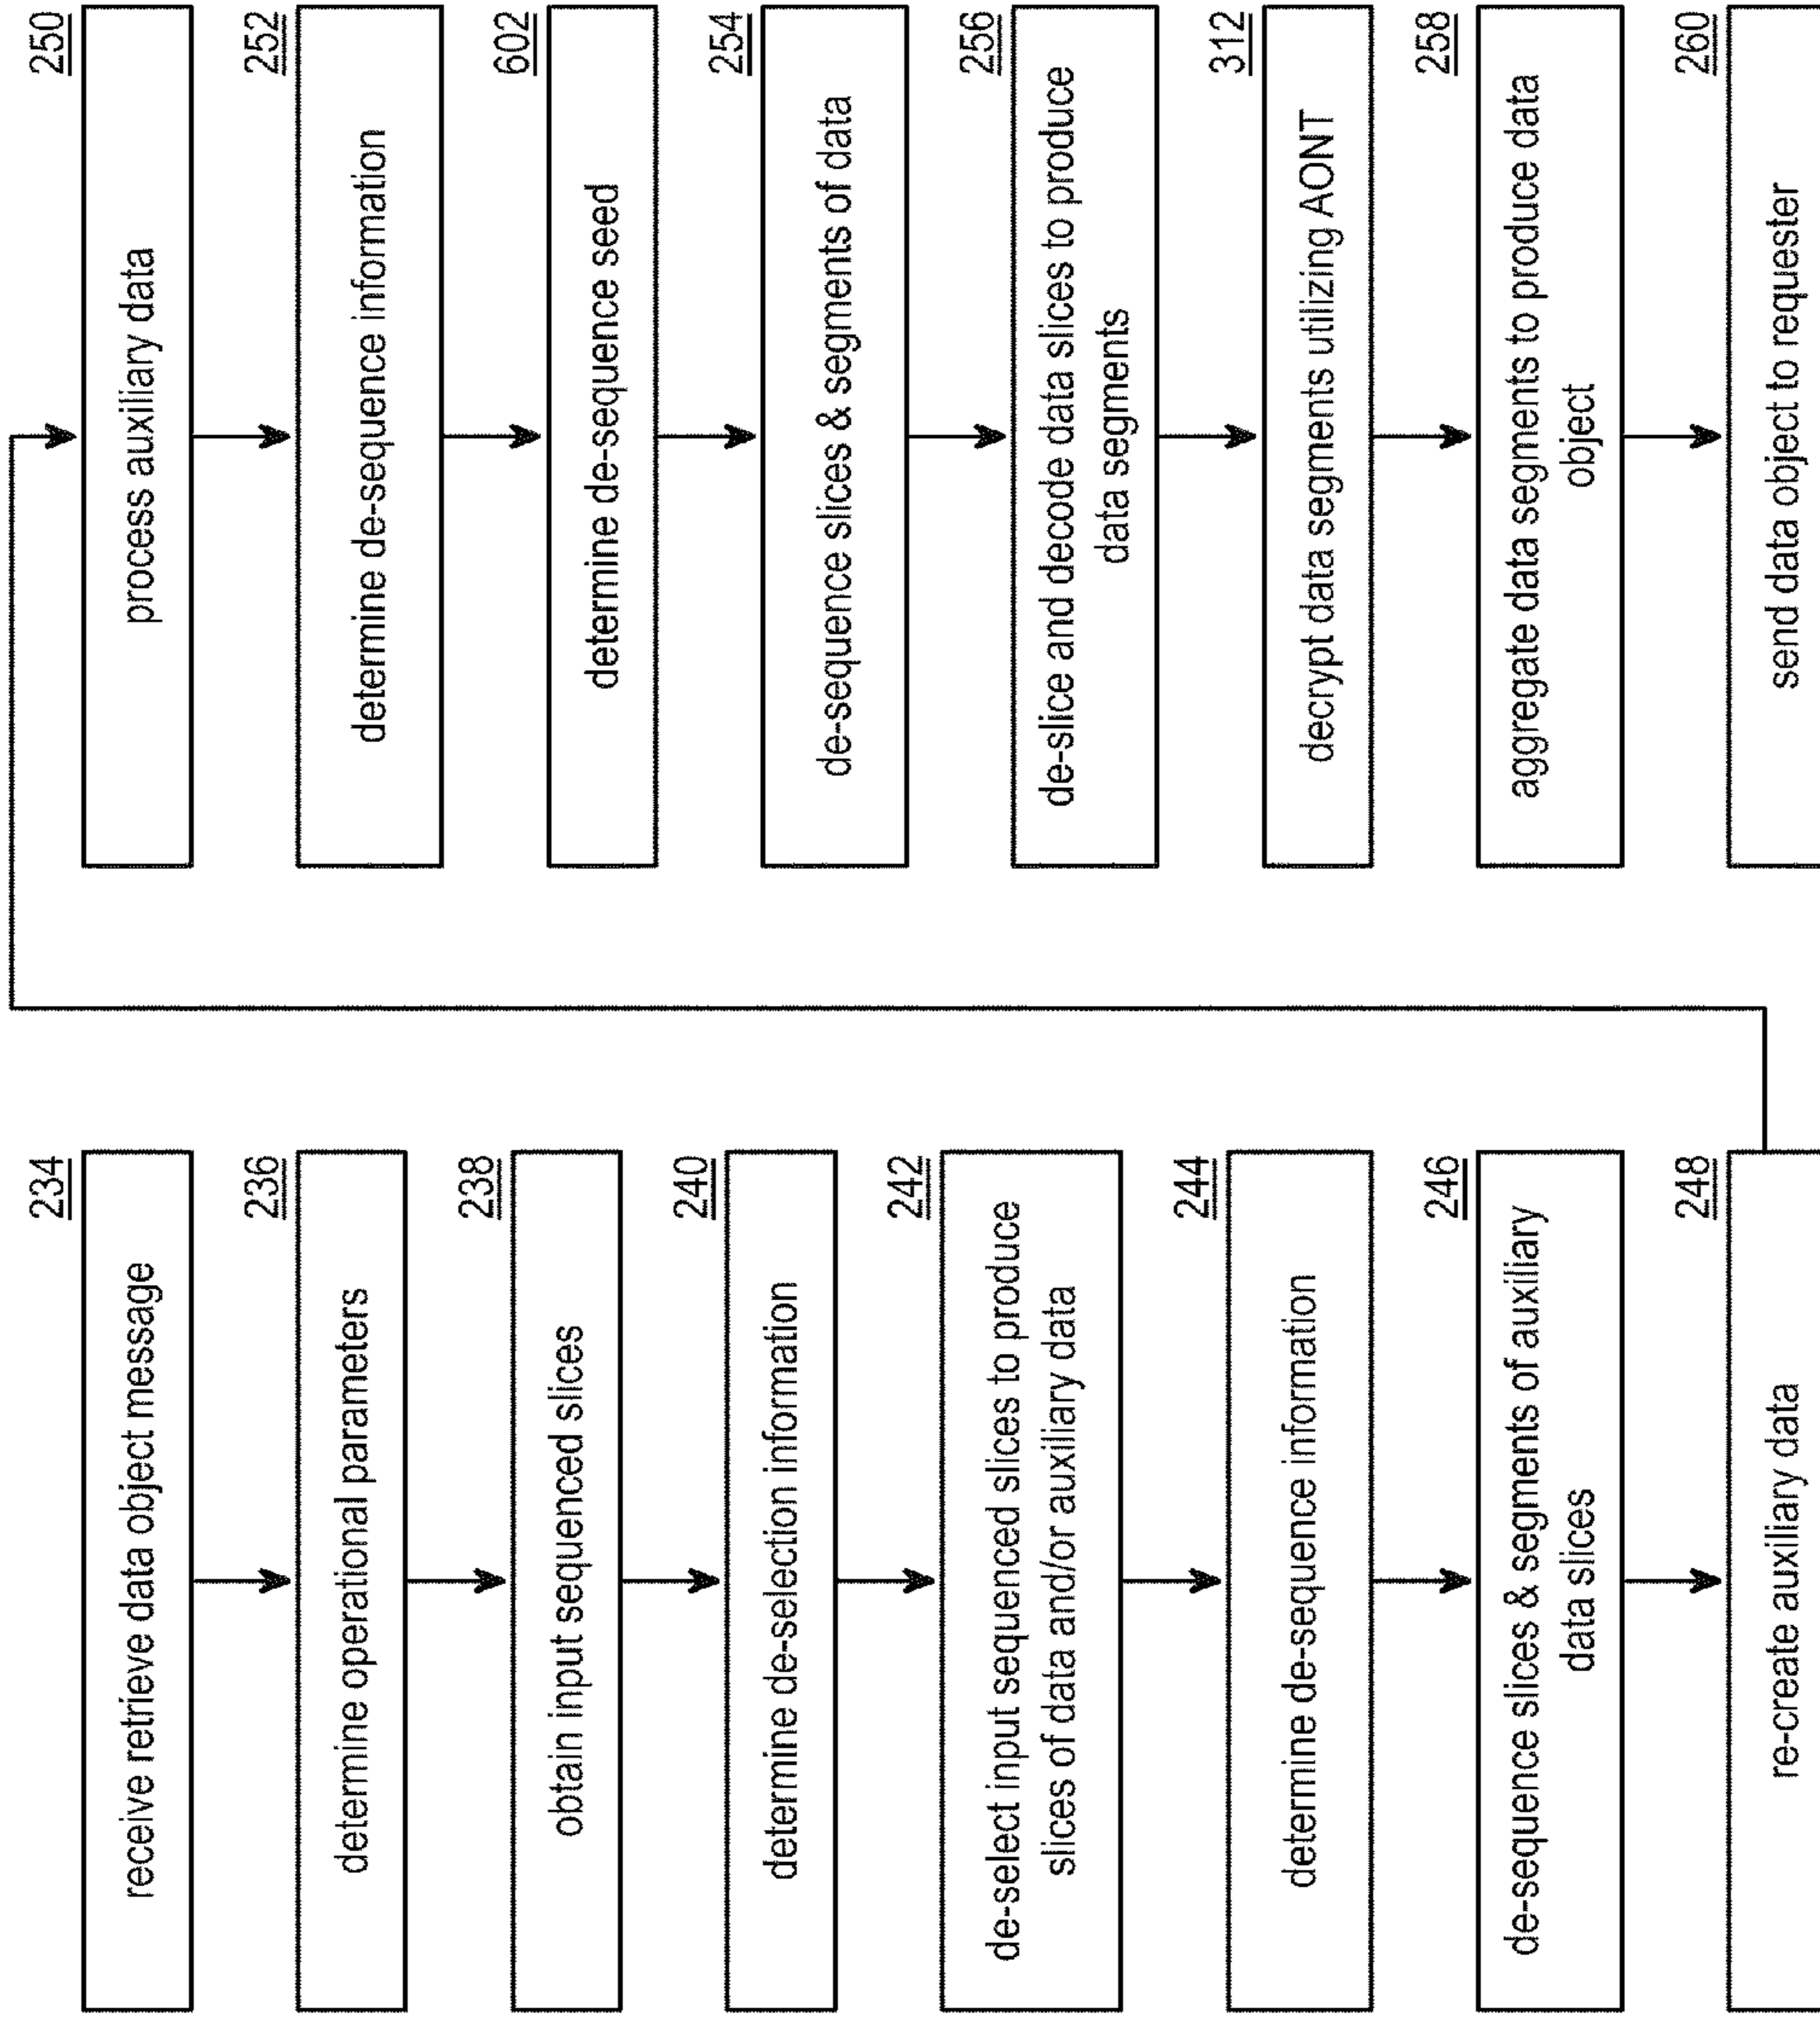 234
receive retrieve data object message
236
determine operational parameters
238
obtain input sequenced slices
240
determine de-selection information
242
de-select input sequenced slices to produce
slices of data and/or auxiliary data
244
determine de-sequence information
246
de-sequence slices & segments of auxiliary
data slices
248
re-create auxiliary data
250
process auxiliary data
252
determine de-sequence information
602
determine de-sequence seed
254
de-sequence slices & segments of data
256
de-slice and decode data slices to produce
data segments
312
decrypt data segments utilizing AONT
258
aggregate data segments to produce data
object
260
send data object to requester